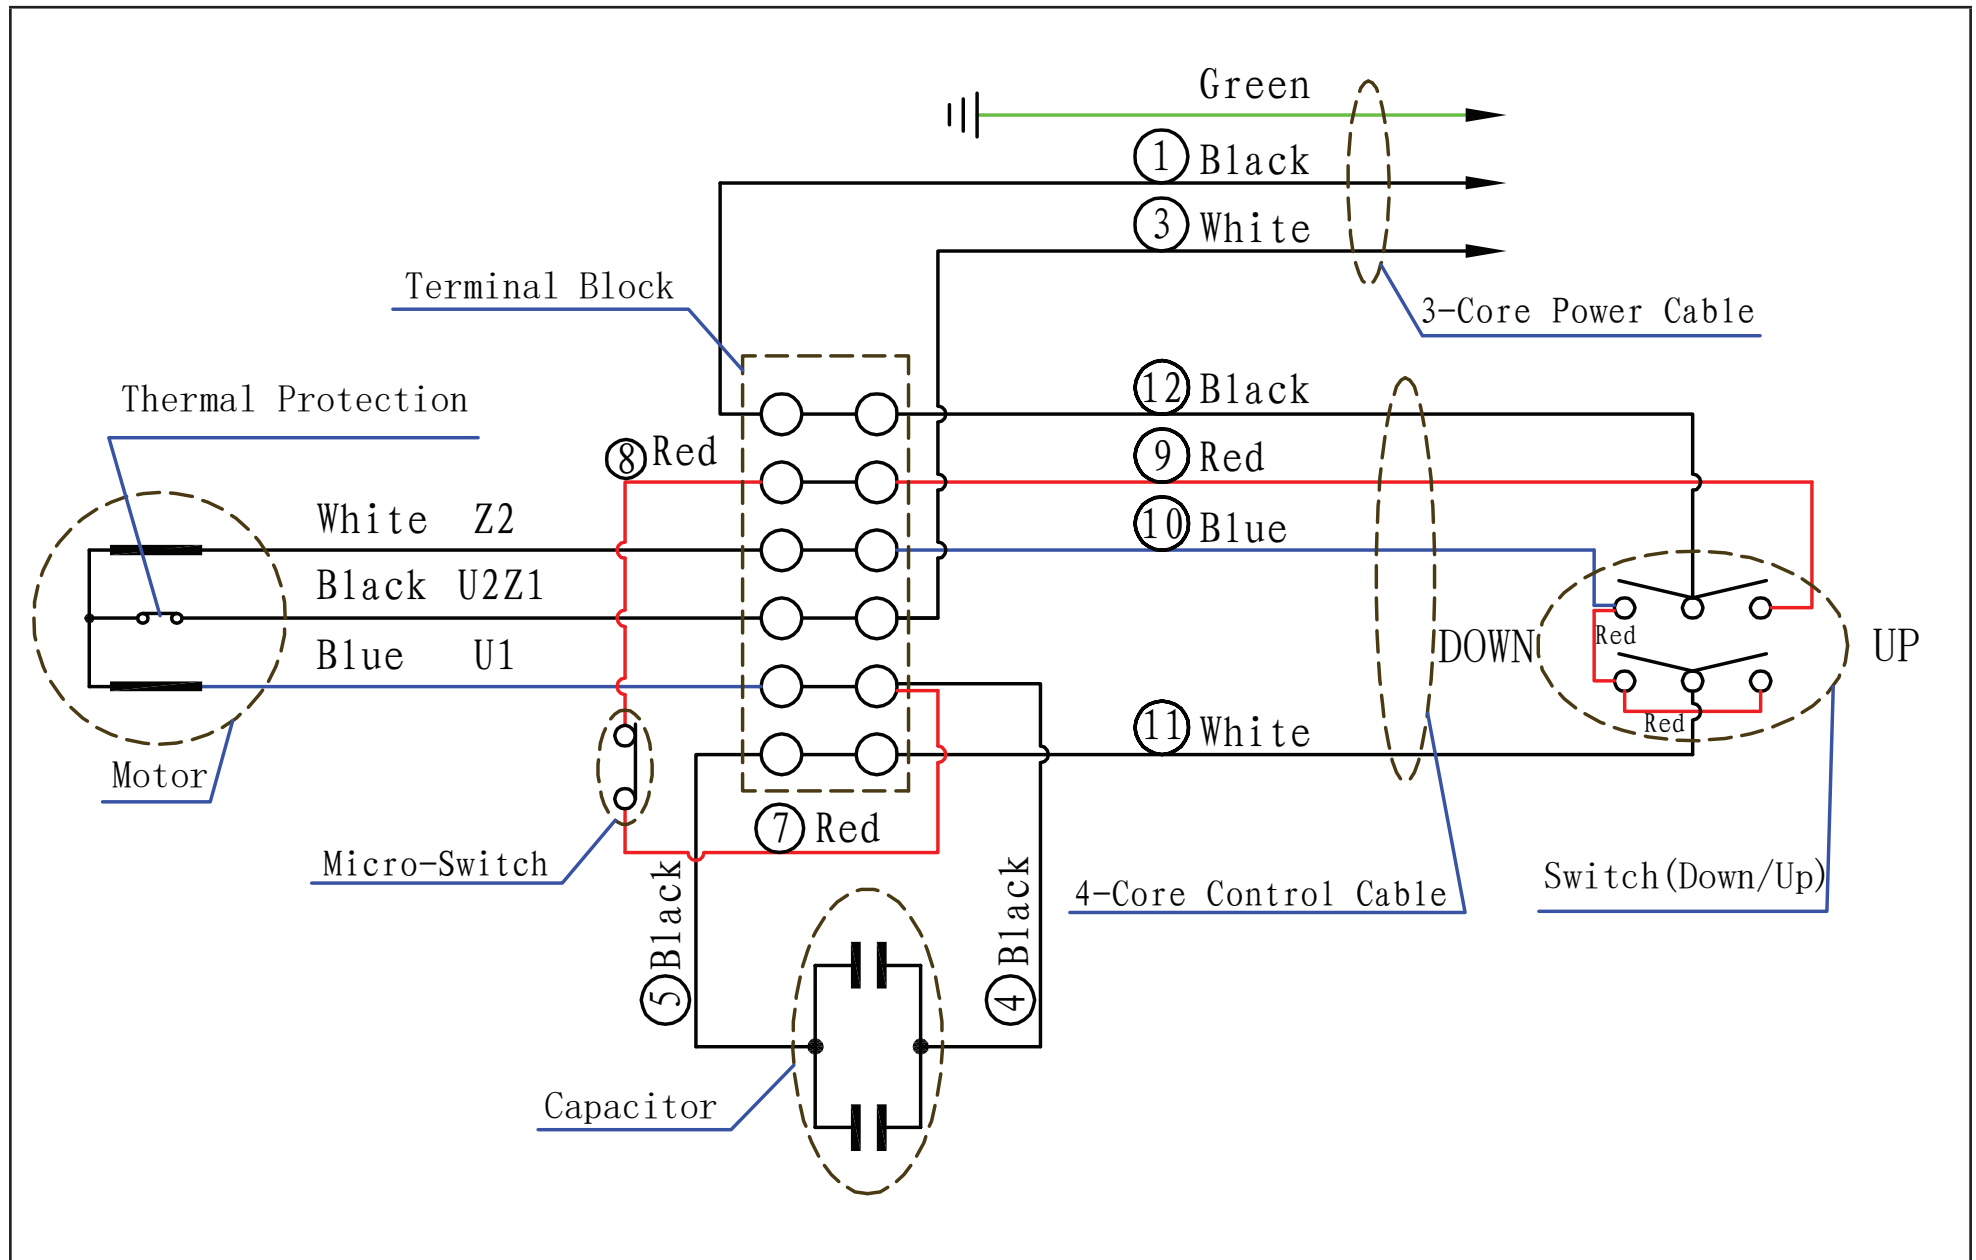 Green
① Black
③ White
Terminal Block
3-Core Power Cable
Thermal Protection
⑫ Black
⑧ Red
⑨ Red
White Z2
⑩ Blue
Black U2Z1
Blue U1
Red
DOWN
UP
Red
⑪ White
Motor
⑦ Red
Micro-Switch
⑤ Black
④ Black
4-Core Control Cable
Switch(Down/Up)
Capacitor